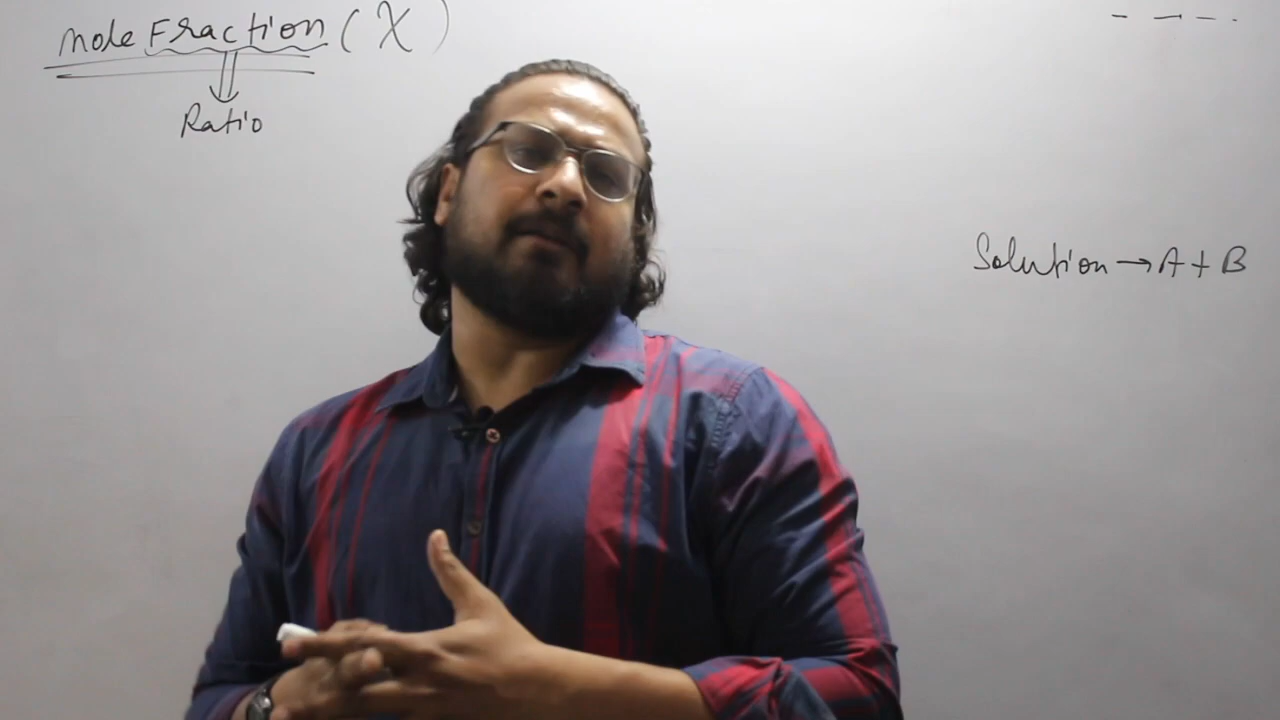 mole Fraction (X)
Ratio
Solution → A + B